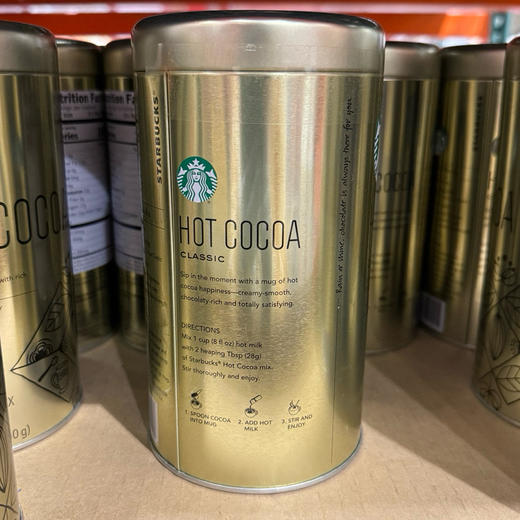 STARBUCKS
HOT COCOA
CLASSIC
Sip in the moment with a mug of hot
cocoa happiness—creamy-smooth,
chocolaty-rich and totally satisfying.
DIRECTIONS
Mix 1 cup (8 fl oz) hot milk
with 2 heaping Tbsp (28g)
of Starbucks® Hot Cocoa mix.
Stir thoroughly and enjoy.
1. SPOON COCOA
INTO MUG
2. ADD HOT
MILK
3. STIR AND
ENJOY
Rain or shine, chocolate is always there for you.
COCOA
with rich